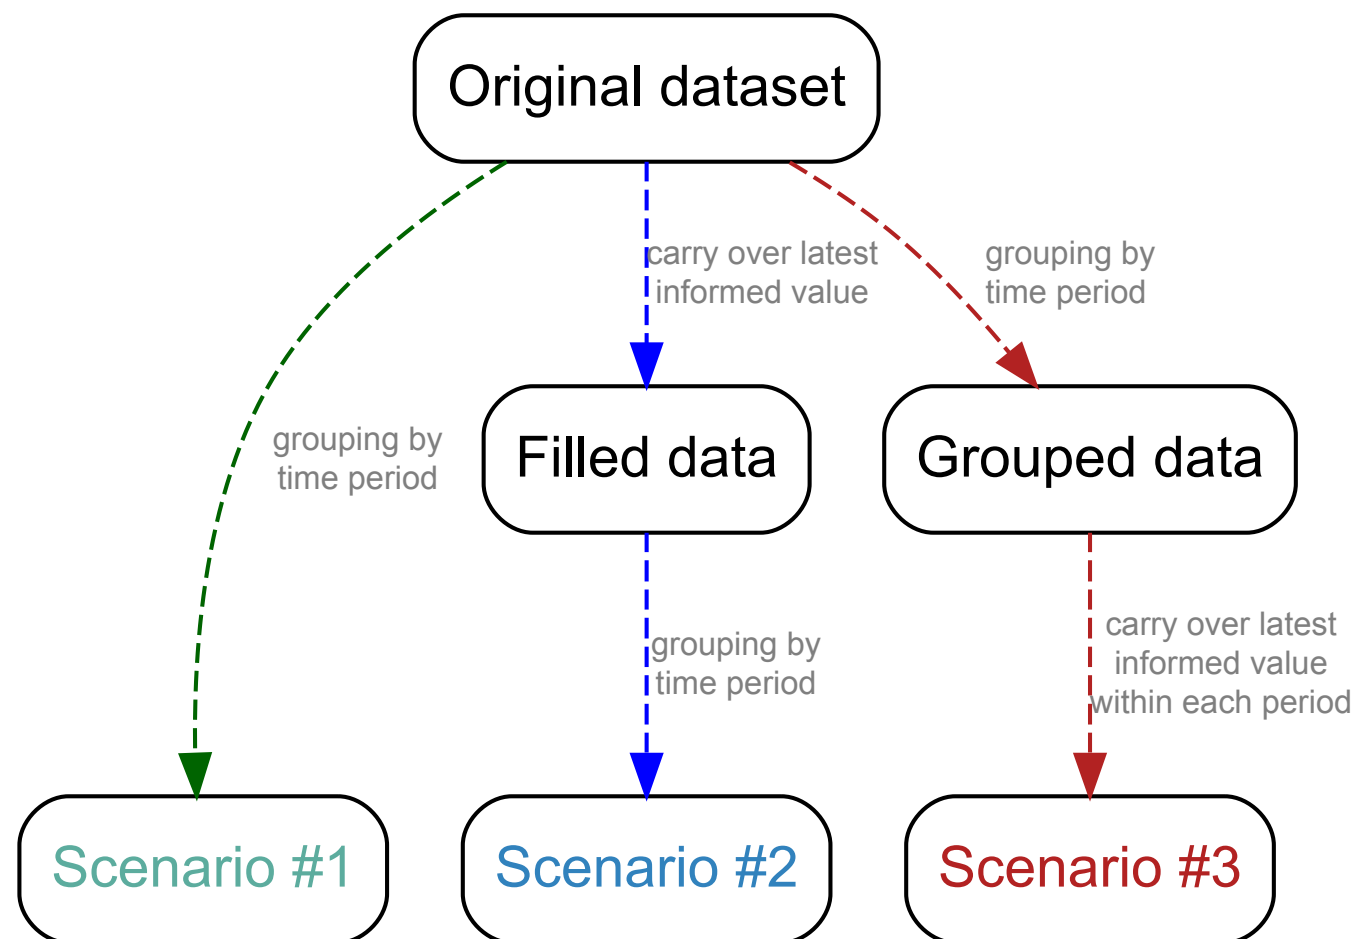 Original dataset
carry over latest
informed value
grouping by
time period
grouping by
time period
Filled data
Grouped data
grouping by
time period
carry over latest
informed value
within each period
Scenario #1
Scenario #2
Scenario #3